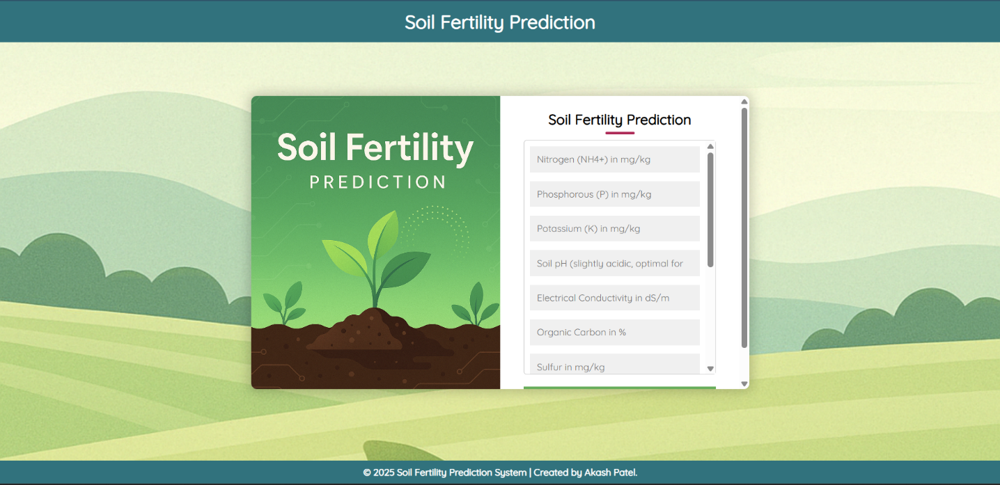 Soil Fertility Prediction
Soil Fertility
PREDICTION
Soil Fertility Prediction
Nitrogen (NH4+) in mg/kg
Phosphorous (P) in mg/kg
Potassium (K) in mg/kg
Soil pH (slightly acidic, optimal for
Electrical Conductivity in dS/m
Organic Carbon in %
Sulfur in mg/kg
© 2025 Soil Fertility Prediction System | Created by Akash Patel.